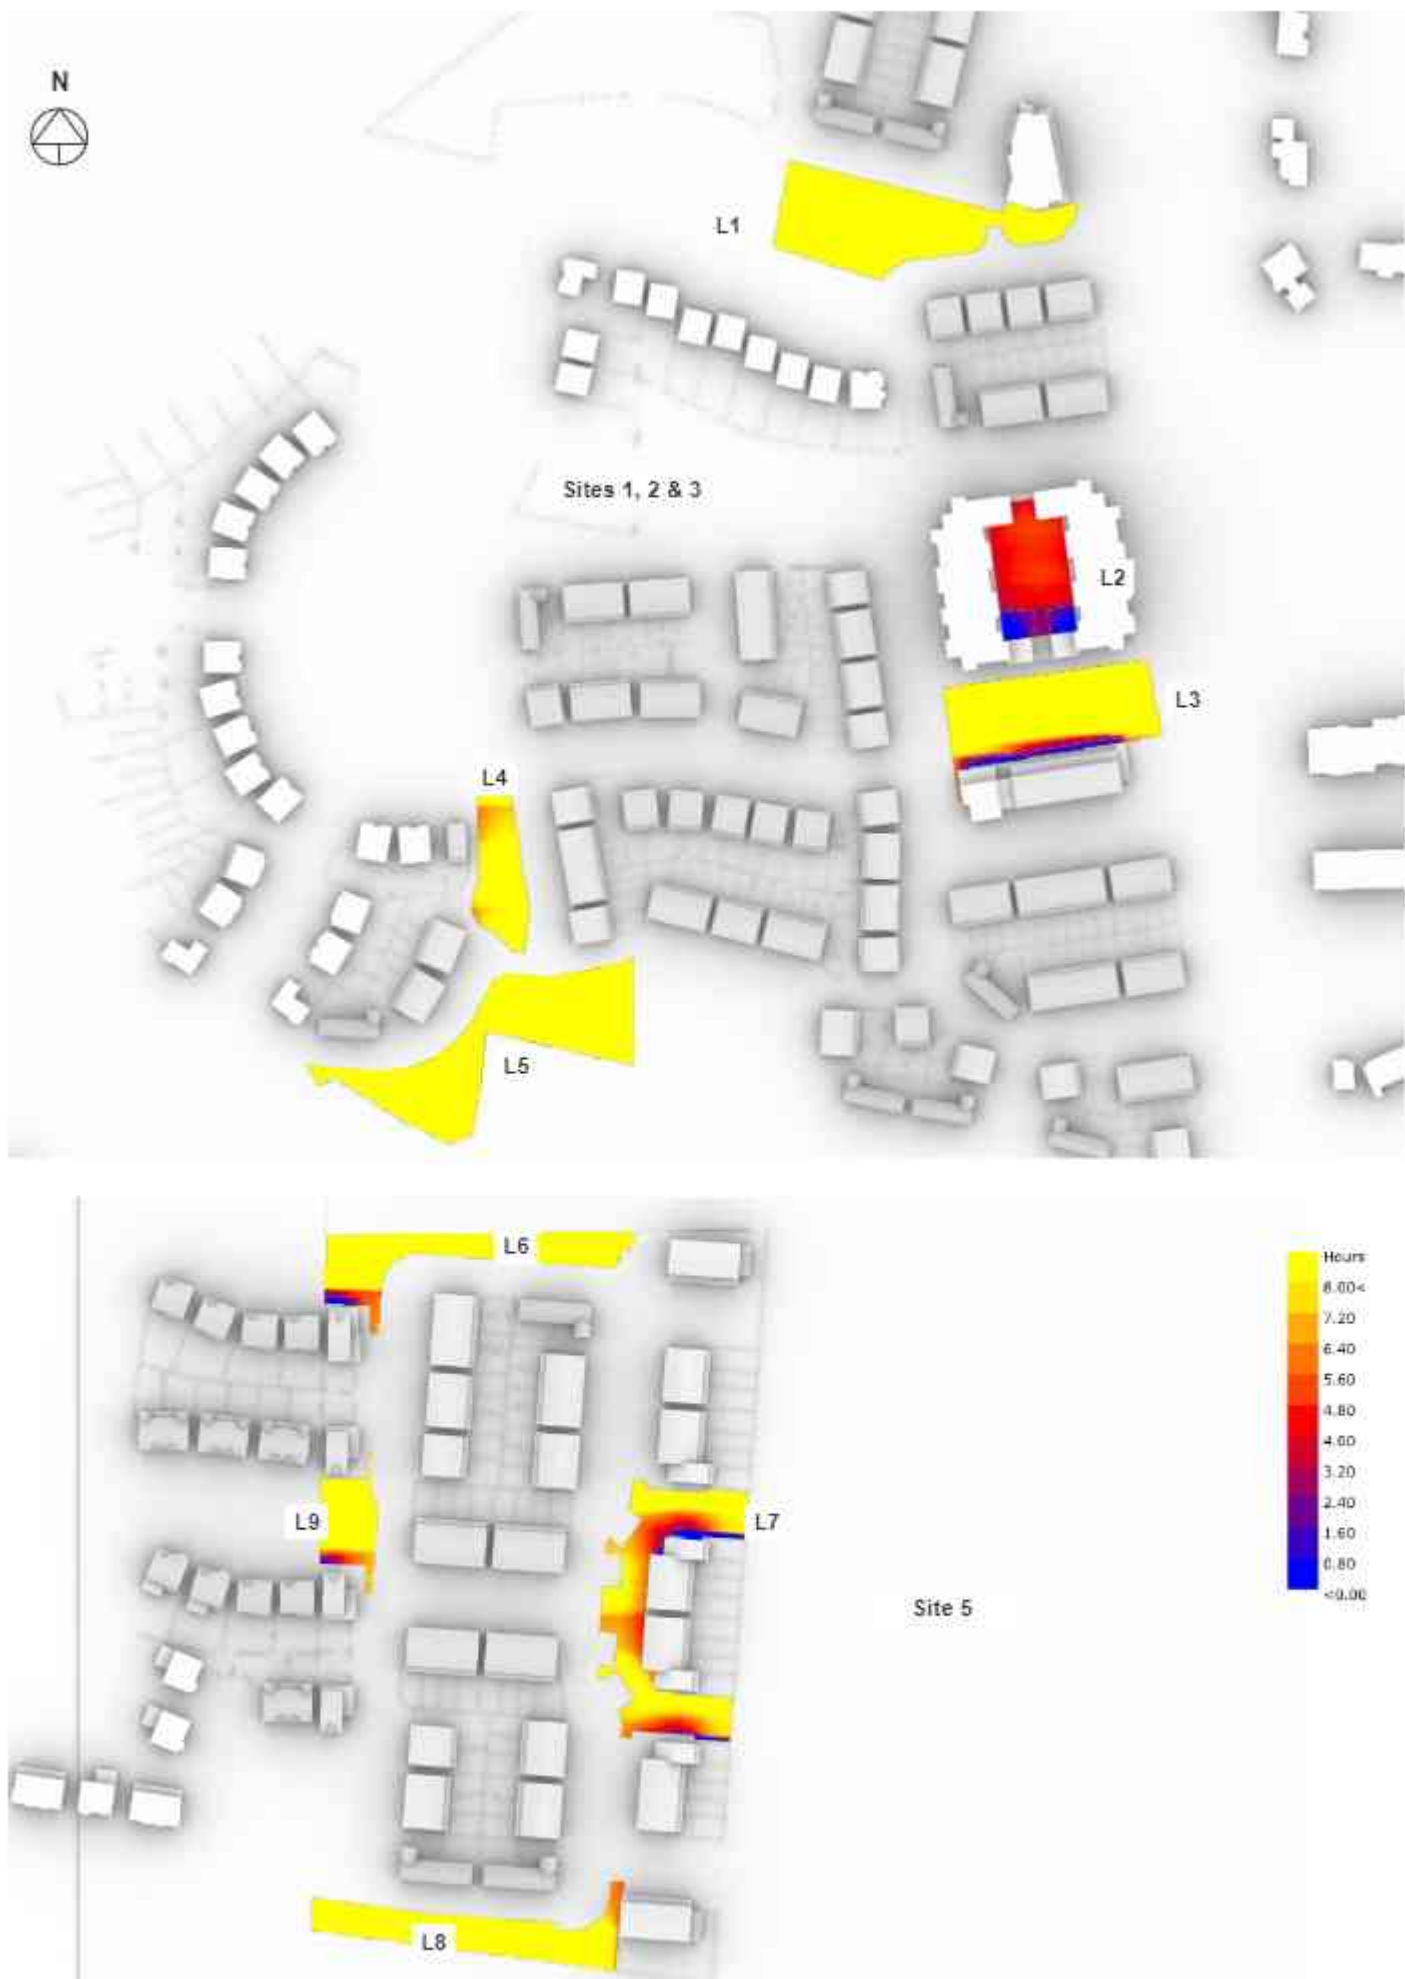 N
L1
Sites 1, 2 & 3
L2
L3
L4
L5
L6
Hours
8.00<
7.20
6.40
5.60
4.80
4.00
3.20
2.40
1.60
0.80
<0.00
L9
L7
Site 5
L8